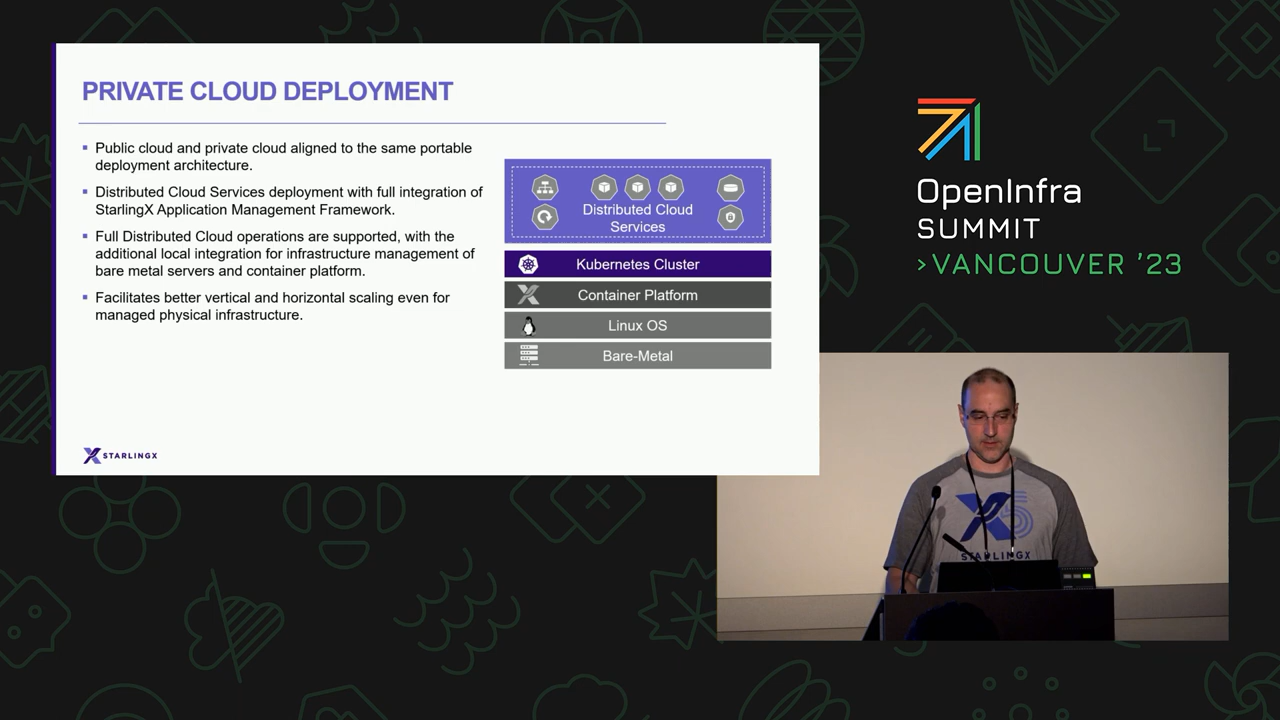 PRIVATE CLOUD DEPLOYMENT
Public cloud and private cloud aligned to the same portable
deployment architecture.
Distributed Cloud Services deployment with full integration of
StarlingX Application Management Framework.
Full Distributed Cloud operations are supported, with the
additional local integration for infrastructure management of
bare metal servers and container platform.
Facilitates better vertical and horizontal scaling even for
managed physical infrastructure.
Distributed Cloud
Services
Kubernetes Cluster
Container Platform
Linux OS
Bare-Metal
STARLINGX
OpenInfra
SUMMIT
>VANCOUVER '23
X5
STARLINGX